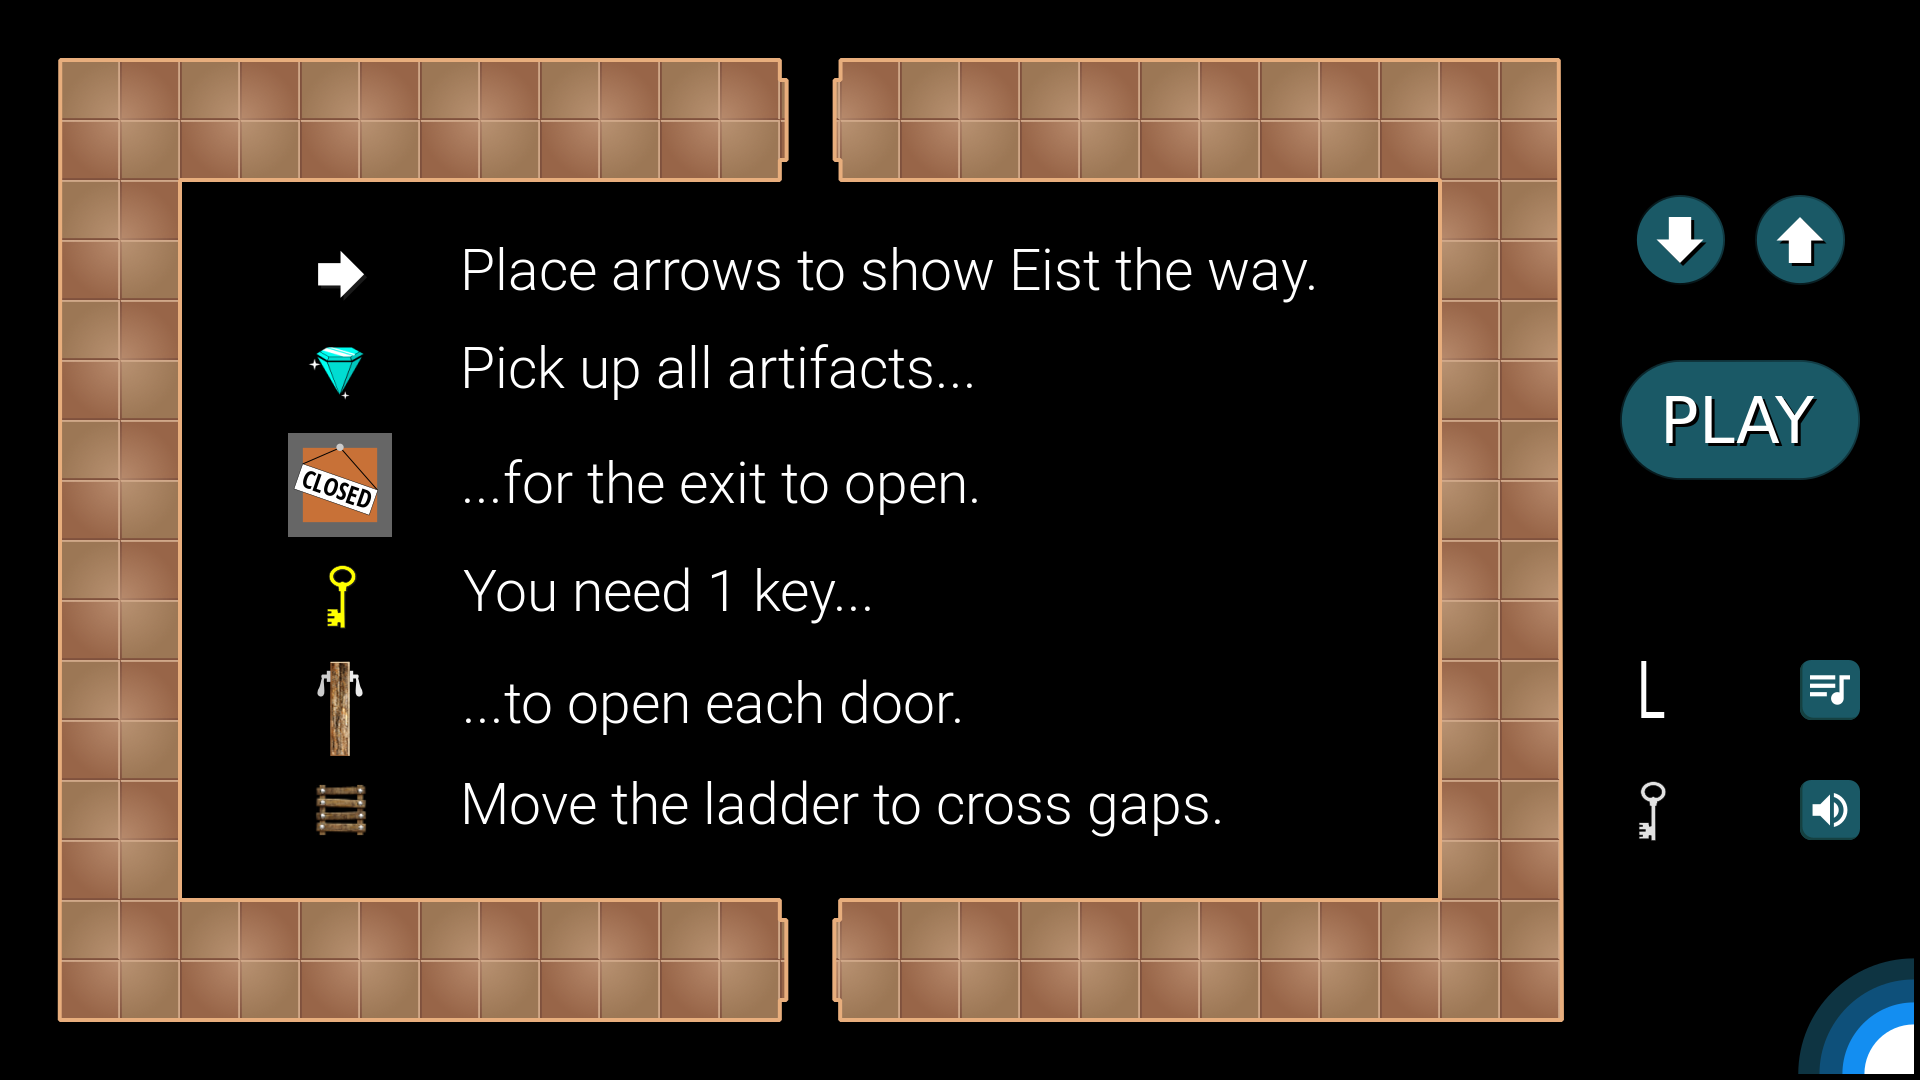 Place arrows to show Eist the way.
Pick up all artifacts...
CLOSED
...for the exit to open.
You need 1 key...
...to open each door.
Move the ladder to cross gaps.
PLAY
L